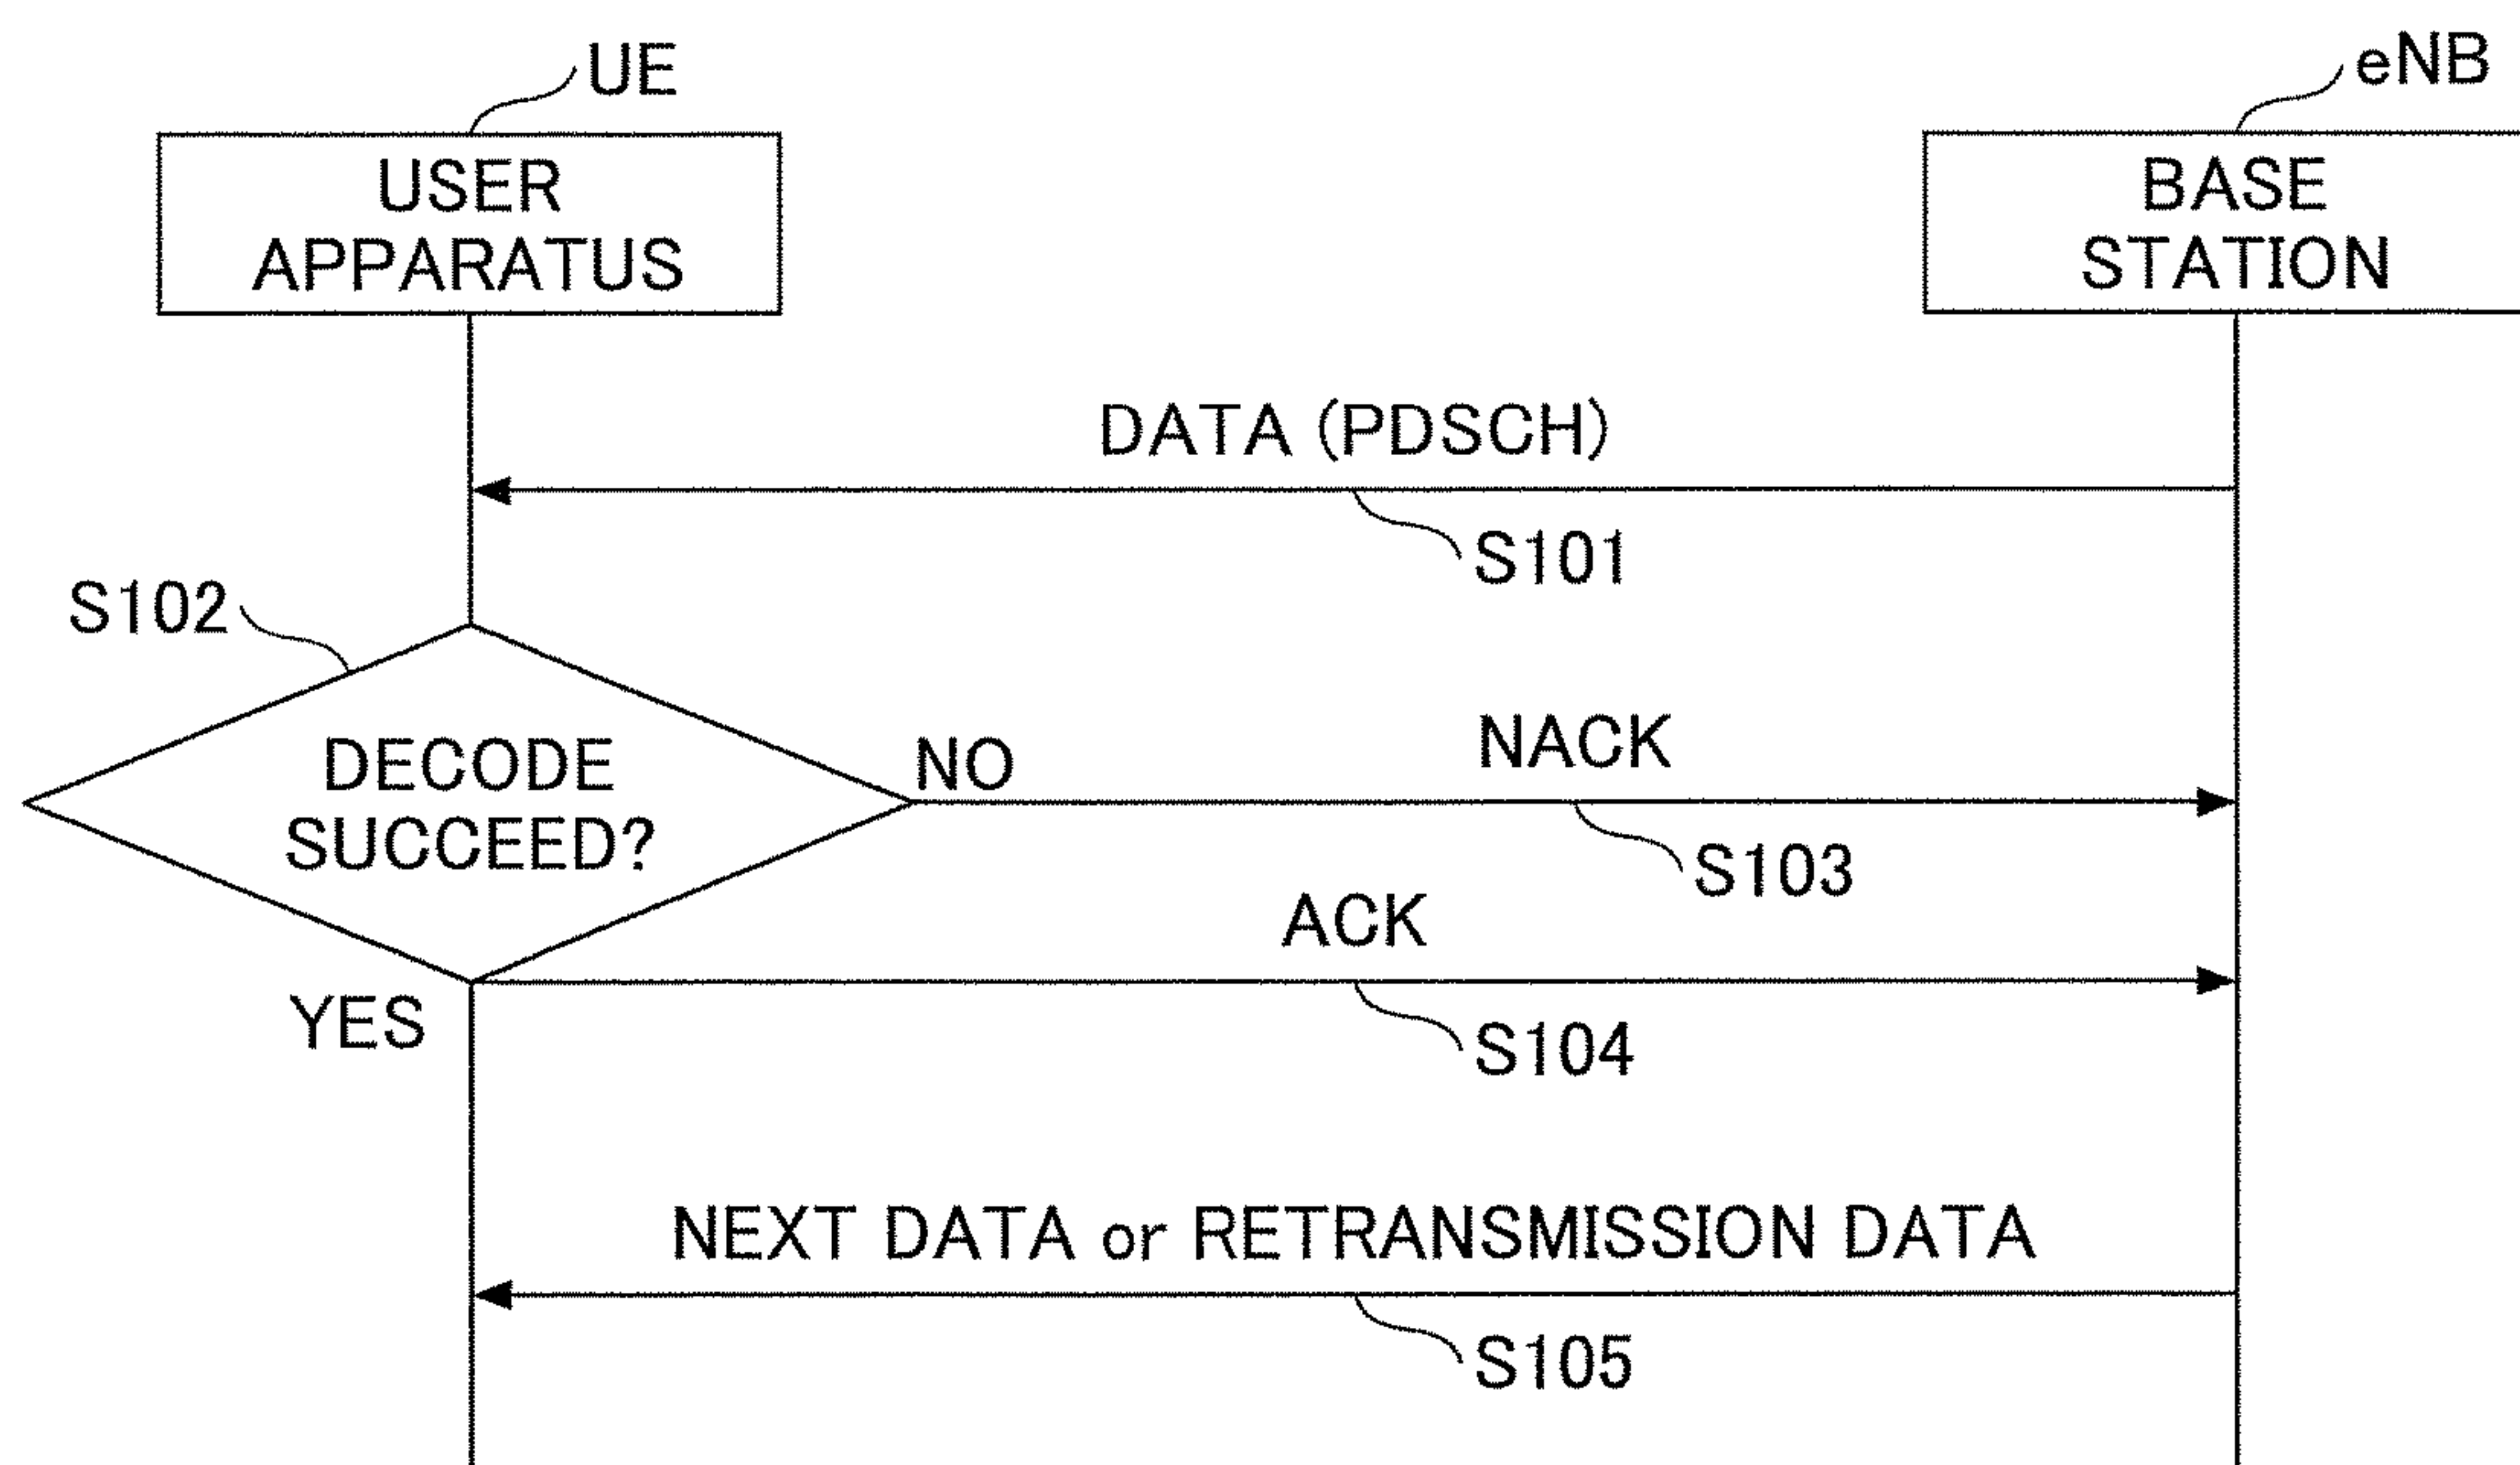 UE
eNB
USER
APPARATUS
BASE
STATION
DATA (PDSCH)
S101
S102
DECODE
SUCCEED?
NO
NACK
S103
ACK
YES
S104
NEXT DATA or RETRANSMISSION DATA
S105